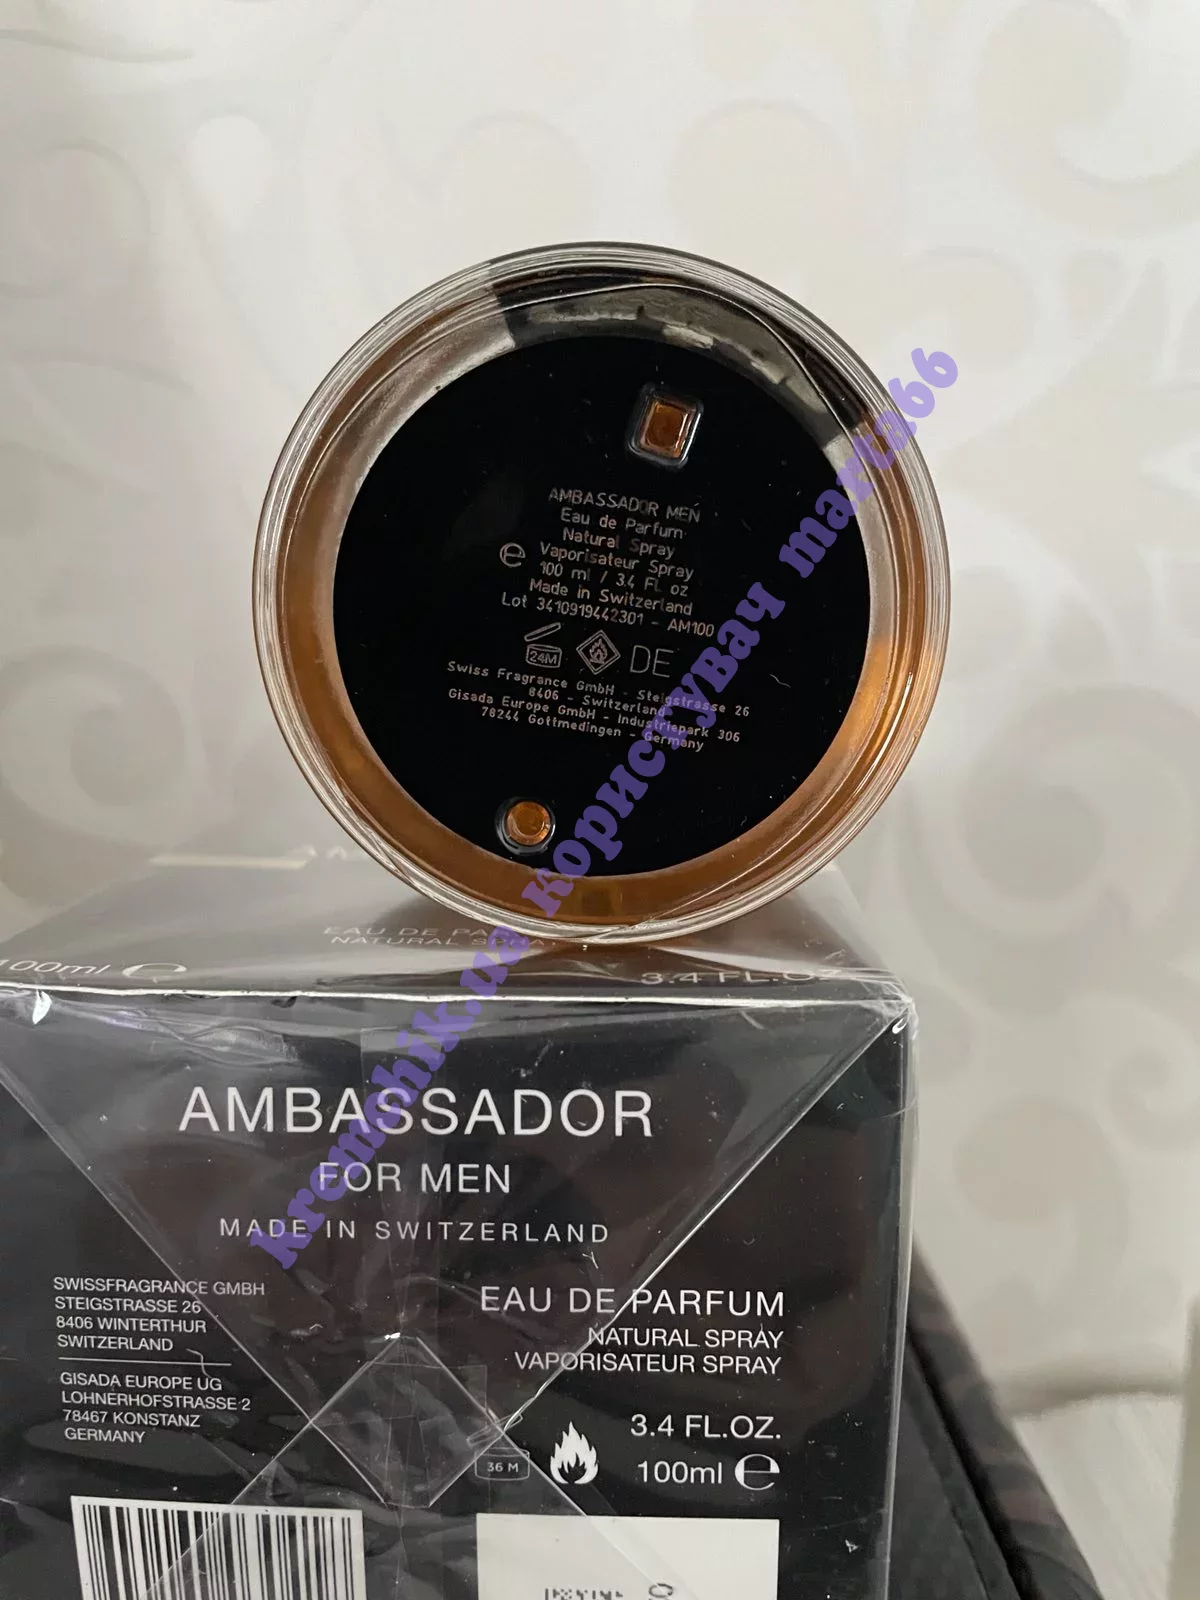 AMBASSADOR MEN
Eau de Parfum
Natural Spray
Vaporisateur Spray
℮ 100 ml / 3.4 FL oz
Made in Switzerland
Lot 3410919442301 - AM100
24M
DE
Swiss Fragrance GmbH - Steigstrasse 26
8406 - Switzerland
Gisada Europe GmbH - Industriepark 306
78244 Gottmedingen - Germany
kremchik.ua користувач marta66
EAU DE PA
NATURAL SPRA
100ml ℮
3.4 FL.OZ
AMBASSADOR
FOR MEN
MADE IN SWITZERLAND
SWISSFRAGRANCE GMBH
STEIGSTRASSE 26
8406 WINTERTHUR
SWITZERLAND
GISADA EUROPE UG
LOHNERHOFSTRASSE 2
78467 KONSTANZ
GERMANY
EAU DE PARFUM
NATURAL SPRAY
VAPORISATEUR SPRAY
36 M
3.4 FL.OZ.
100ml ℮